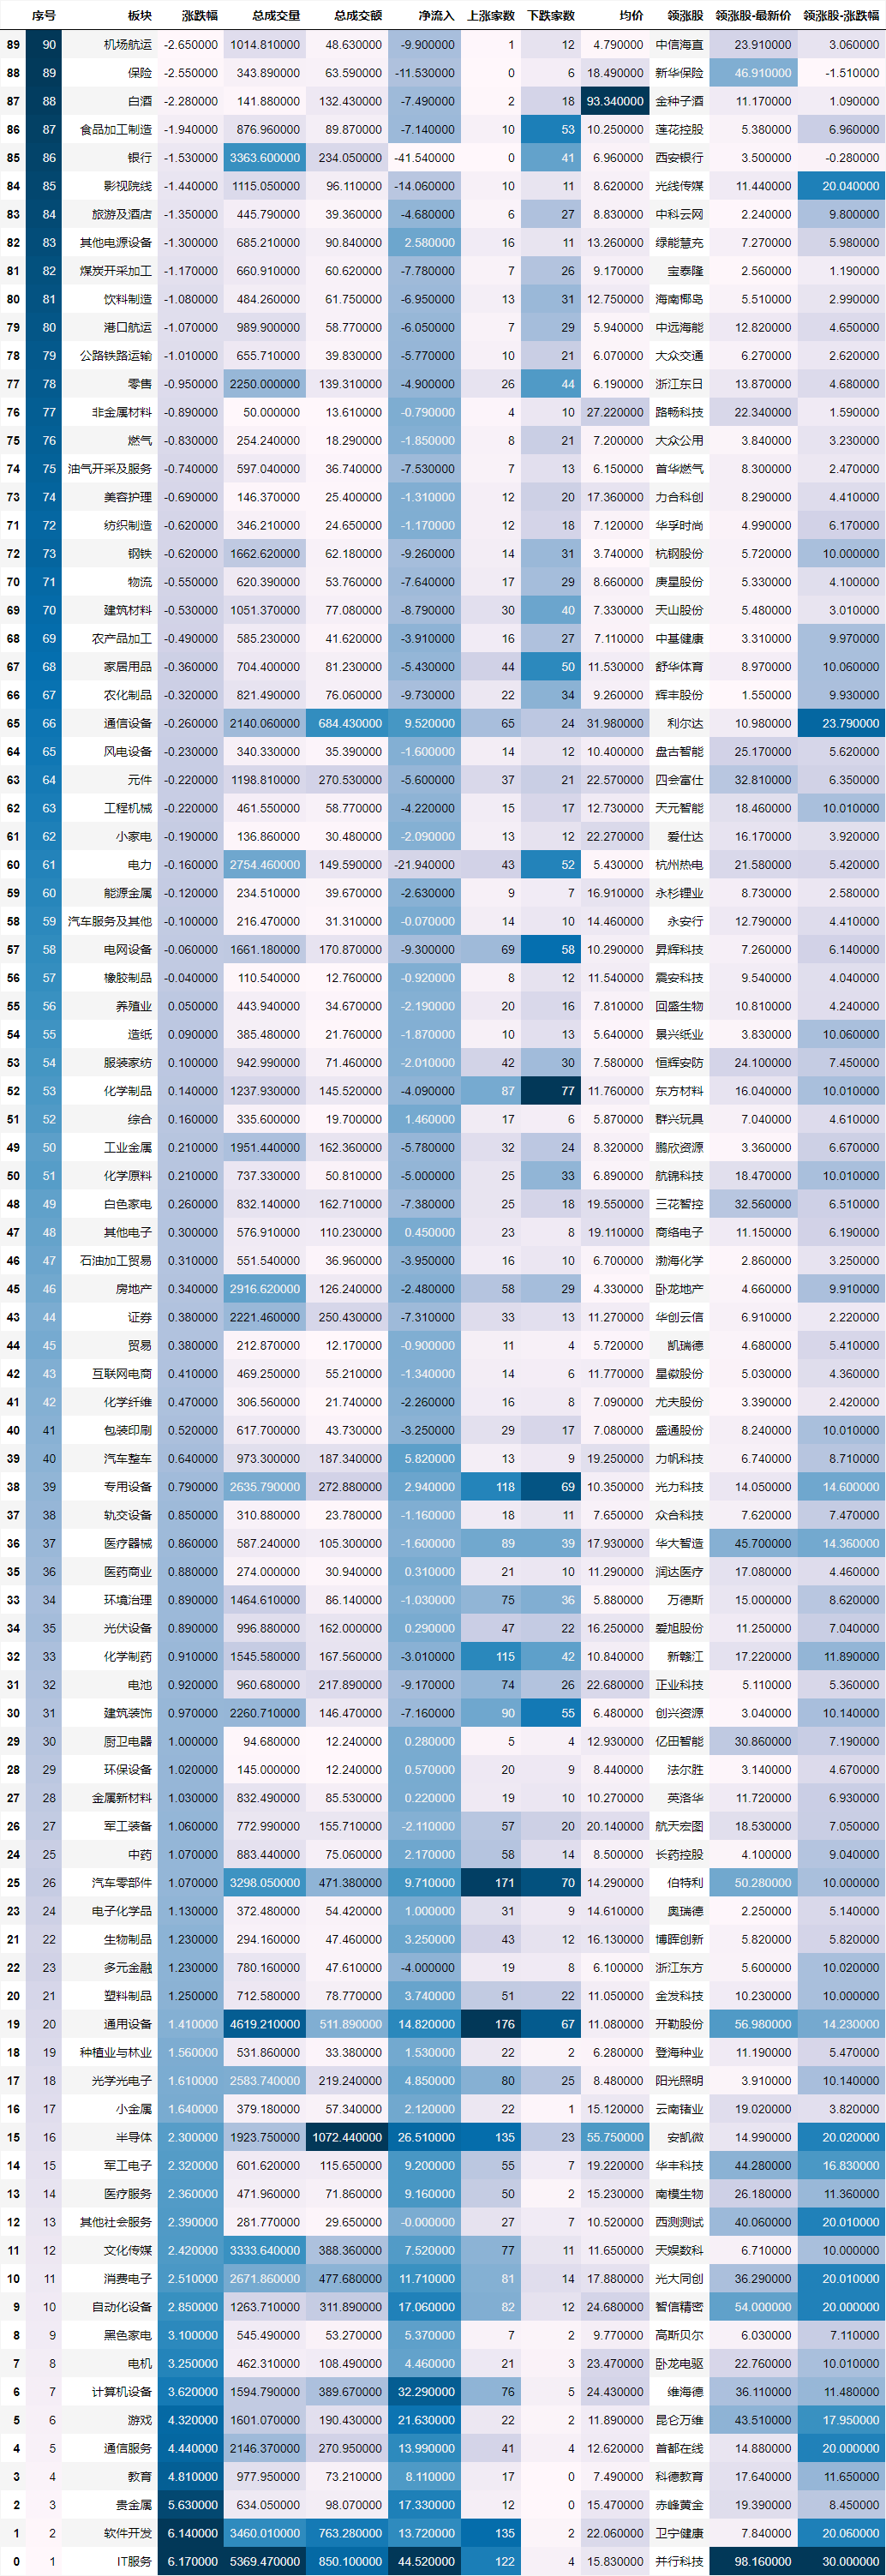 序号 板块 涨跌幅 总成交量 总成交额 净流入 上涨家数 下跌家数 均价 领涨股 领涨股-最新价 领涨股-涨跌幅
89 90 机场航运 -2.650000 1014.810000 48.630000 -9.900000 1 12 4.790000 中信海直 23.910000 3.060000
88 89 保险 -2.550000 343.890000 63.590000 -11.530000 0 6 18.490000 新华保险 46.910000 -1.510000
87 88 白酒 -2.280000 141.880000 132.430000 -7.490000 2 18 93.340000 金种子酒 11.170000 1.090000
86 87 食品加工制造 -1.940000 876.960000 89.870000 -7.140000 10 53 10.250000 莲花控股 5.380000 6.960000
85 86 银行 -1.530000 3363.600000 234.050000 -41.540000 0 41 6.960000 西安银行 3.500000 -0.280000
84 85 影视院线 -1.440000 1115.050000 96.110000 -14.060000 10 11 8.620000 光线传媒 11.440000 20.040000
83 84 旅游及酒店 -1.350000 445.790000 39.360000 -4.680000 6 27 8.830000 中科云网 2.240000 9.800000
82 83 其他电源设备 -1.300000 685.210000 90.840000 2.580000 16 11 13.260000 绿能慧充 7.270000 5.980000
81 82 煤炭开采加工 -1.170000 660.910000 60.620000 -7.780000 7 26 9.170000 宝泰隆 2.560000 1.190000
80 81 饮料制造 -1.080000 484.260000 61.750000 -6.950000 13 31 12.750000 海南椰岛 5.510000 2.990000
79 80 港口航运 -1.070000 989.900000 58.770000 -6.050000 7 29 5.940000 中远海能 12.820000 4.650000
78 79 公路铁路运输 -1.010000 655.710000 39.830000 -5.770000 10 21 6.070000 大众交通 6.270000 2.620000
77 78 零售 -0.950000 2250.000000 139.310000 -4.900000 26 44 6.190000 浙江东日 13.870000 4.680000
76 77 非金属材料 -0.890000 50.000000 13.610000 -0.790000 4 10 27.220000 路畅科技 22.340000 1.590000
75 76 燃气 -0.830000 254.240000 18.290000 -1.850000 8 21 7.200000 大众公用 3.840000 3.230000
74 75 油气开采及服务 -0.740000 597.040000 36.740000 -7.530000 7 13 6.150000 首华燃气 8.300000 2.470000
73 74 美容护理 -0.690000 146.370000 25.400000 -1.310000 12 20 17.360000 力合科创 8.290000 4.410000
71 72 纺织制造 -0.620000 346.210000 24.650000 -1.170000 12 18 7.120000 华孚时尚 4.990000 6.170000
72 73 钢铁 -0.620000 1662.620000 62.180000 -9.260000 14 31 3.740000 杭钢股份 5.720000 10.000000
70 71 物流 -0.550000 620.390000 53.760000 -7.640000 17 29 8.660000 庚星股份 5.330000 4.100000
69 70 建筑材料 -0.530000 1051.370000 77.080000 -8.790000 30 40 7.330000 天山股份 5.480000 3.010000
68 69 农产品加工 -0.490000 585.230000 41.620000 -3.910000 16 27 7.110000 中基健康 3.310000 9.970000
67 68 家居用品 -0.360000 704.400000 81.230000 -5.430000 44 50 11.530000 舒华体育 8.970000 10.060000
66 67 农化制品 -0.320000 821.490000 76.060000 -9.730000 22 34 9.260000 辉丰股份 1.550000 9.930000
65 66 通信设备 -0.260000 2140.060000 684.430000 9.520000 65 24 31.980000 利尔达 10.980000 23.790000
64 65 风电设备 -0.230000 340.330000 35.390000 -1.600000 14 12 10.400000 盘古智能 25.170000 5.620000
63 64 元件 -0.220000 1198.810000 270.530000 -5.600000 37 21 22.570000 四会富仕 32.810000 6.350000
62 63 工程机械 -0.220000 461.550000 58.770000 -4.220000 15 17 12.730000 天元智能 18.460000 10.010000
61 62 小家电 -0.190000 136.860000 30.480000 -2.090000 13 12 22.270000 爱仕达 16.170000 3.920000
60 61 电力 -0.160000 2754.460000 149.590000 -21.940000 43 52 5.430000 杭州热电 21.580000 5.420000
59 60 能源金属 -0.120000 234.510000 39.670000 -2.630000 9 7 16.910000 永杉锂业 8.730000 2.580000
58 59 汽车服务及其他 -0.100000 216.470000 31.310000 -0.070000 14 10 14.460000 永安行 12.790000 4.410000
57 58 电网设备 -0.060000 1661.180000 170.870000 -9.300000 69 58 10.290000 昇辉科技 7.260000 6.140000
56 57 橡胶制品 -0.040000 110.540000 12.760000 -0.920000 8 12 11.540000 震安科技 9.540000 4.040000
55 56 养殖业 0.050000 443.940000 34.670000 -2.190000 20 16 7.810000 回盛生物 10.810000 4.240000
54 55 造纸 0.090000 385.480000 21.760000 -1.870000 10 13 5.640000 景兴纸业 3.830000 10.060000
53 54 服装家纺 0.100000 942.990000 71.460000 -2.010000 42 30 7.580000 恒辉安防 24.100000 7.450000
52 53 化学制品 0.140000 1237.930000 145.520000 -4.090000 87 77 11.760000 东方材料 16.040000 10.010000
51 52 综合 0.160000 335.600000 19.700000 1.460000 17 6 5.870000 群兴玩具 7.040000 4.610000
49 50 工业金属 0.210000 1951.440000 162.360000 -5.780000 32 24 8.320000 鹏欣资源 3.360000 6.670000
50 51 化学原料 0.210000 737.330000 50.810000 -5.000000 25 33 6.890000 航锦科技 18.470000 10.010000
48 49 白色家电 0.260000 832.140000 162.710000 -7.380000 25 18 19.550000 三花智控 32.560000 6.510000
47 48 其他电子 0.300000 576.910000 110.230000 0.450000 23 8 19.110000 商络电子 11.150000 6.190000
46 47 石油加工贸易 0.310000 551.540000 36.960000 -3.950000 16 10 6.700000 渤海化学 2.860000 3.250000
45 46 房地产 0.340000 2916.620000 126.240000 -2.480000 58 29 4.330000 卧龙地产 4.660000 9.910000
43 44 证券 0.380000 2221.460000 250.430000 -7.310000 33 13 11.270000 华创云信 6.910000 2.220000
44 45 贸易 0.380000 212.870000 12.170000 -0.900000 11 4 5.720000 凯瑞德 4.680000 5.410000
42 43 互联网电商 0.410000 469.250000 55.210000 -1.340000 14 6 11.770000 星徽股份 5.030000 4.360000
41 42 化学纤维 0.470000 306.560000 21.740000 -2.260000 16 8 7.090000 尤夫股份 3.390000 2.420000
40 41 包装印刷 0.520000 617.700000 43.730000 -3.250000 29 17 7.080000 盛通股份 8.240000 10.010000
39 40 汽车整车 0.640000 973.300000 187.340000 5.820000 13 9 19.250000 力帆科技 6.740000 8.710000
38 39 专用设备 0.790000 2635.790000 272.880000 2.940000 118 69 10.350000 光力科技 14.050000 14.600000
37 38 轨交设备 0.850000 310.880000 23.780000 -1.160000 18 11 7.650000 众合科技 7.620000 7.470000
36 37 医疗器械 0.860000 587.240000 105.300000 -1.600000 89 39 17.930000 华大智造 45.700000 14.360000
35 36 医药商业 0.880000 274.000000 30.940000 0.310000 21 10 11.290000 润达医疗 17.080000 4.460000
33 34 环境治理 0.890000 1464.610000 86.140000 -1.030000 75 36 5.880000 万德斯 15.000000 8.620000
34 35 光伏设备 0.890000 996.880000 162.000000 0.290000 47 22 16.250000 爱旭股份 11.250000 7.040000
32 33 化学制药 0.910000 1545.580000 167.560000 -3.010000 115 42 10.840000 新赣江 17.220000 11.890000
31 32 电池 0.920000 960.680000 217.890000 -9.170000 74 26 22.680000 正业科技 5.110000 5.360000
30 31 建筑装饰 0.970000 2260.710000 146.470000 -7.160000 90 55 6.480000 创兴资源 3.040000 10.140000
29 30 厨卫电器 1.000000 94.680000 12.240000 0.280000 5 4 12.930000 亿田智能 30.860000 7.190000
28 29 环保设备 1.020000 145.000000 12.240000 0.570000 20 9 8.440000 法尔胜 3.140000 4.670000
27 28 金属新材料 1.030000 832.490000 85.530000 0.220000 19 10 10.270000 英洛华 11.720000 6.930000
26 27 军工装备 1.060000 772.990000 155.710000 -2.110000 57 20 20.140000 航天宏图 18.530000 7.050000
24 25 中药 1.070000 883.440000 75.060000 2.170000 58 14 8.500000 长药控股 4.100000 9.040000
25 26 汽车零部件 1.070000 3298.050000 471.380000 9.710000 171 70 14.290000 伯特利 50.280000 10.000000
23 24 电子化学品 1.130000 372.480000 54.420000 1.000000 31 9 14.610000 奥瑞德 2.250000 5.140000
21 22 生物制品 1.230000 294.160000 47.460000 3.250000 43 12 16.130000 博晖创新 5.820000 5.820000
22 23 多元金融 1.230000 780.160000 47.610000 -4.000000 19 8 6.100000 浙江东方 5.600000 10.020000
20 21 塑料制品 1.250000 712.580000 78.770000 3.740000 51 22 11.050000 金发科技 10.230000 10.000000
19 20 通用设备 1.410000 4619.210000 511.890000 14.820000 176 67 11.080000 开勒股份 56.980000 14.230000
18 19 种植业与林业 1.560000 531.860000 33.380000 1.530000 22 2 6.280000 登海种业 11.190000 5.470000
17 18 光学光电子 1.610000 2583.740000 219.240000 4.850000 80 25 8.480000 阳光照明 3.910000 10.140000
16 17 小金属 1.640000 379.180000 57.340000 2.120000 22 1 15.120000 云南锗业 19.020000 3.820000
15 16 半导体 2.300000 1923.750000 1072.440000 26.510000 135 23 55.750000 安凯微 14.990000 20.020000
14 15 军工电子 2.320000 601.620000 115.650000 9.200000 55 7 19.220000 华丰科技 44.280000 16.830000
13 14 医疗服务 2.360000 471.960000 71.860000 9.160000 50 2 15.230000 南模生物 26.180000 11.360000
12 13 其他社会服务 2.390000 281.770000 29.650000 -0.000000 27 7 10.520000 西测测试 40.060000 20.010000
11 12 文化传媒 2.420000 3333.640000 388.360000 7.520000 77 11 11.650000 天娱数科 6.710000 10.000000
10 11 消费电子 2.510000 2671.860000 477.680000 11.710000 81 14 17.880000 光大同创 36.290000 20.010000
9 10 自动化设备 2.850000 1263.710000 311.890000 17.060000 82 12 24.680000 智信精密 54.000000 20.000000
8 9 黑色家电 3.100000 545.490000 53.270000 5.370000 7 2 9.770000 高斯贝尔 6.030000 7.110000
7 8 电机 3.250000 462.310000 108.490000 4.460000 21 3 23.470000 卧龙电驱 22.760000 10.010000
6 7 计算机设备 3.620000 1594.790000 389.670000 32.290000 76 5 24.430000 维海德 36.110000 11.480000
5 6 游戏 4.320000 1601.070000 190.430000 21.630000 22 2 11.890000 昆仑万维 43.510000 17.950000
4 5 通信服务 4.440000 2146.370000 270.950000 13.990000 41 4 12.620000 首都在线 14.880000 20.000000
3 4 教育 4.810000 977.950000 73.210000 8.110000 17 0 7.490000 科德教育 17.640000 11.650000
2 3 贵金属 5.630000 634.050000 98.070000 17.330000 12 0 15.470000 赤峰黄金 19.390000 8.450000
1 2 软件开发 6.140000 3460.010000 763.280000 13.720000 135 2 22.060000 卫宁健康 7.840000 20.060000
0 1 IT服务 6.170000 5369.470000 850.100000 44.520000 122 4 15.830000 并行科技 98.160000 30.000000